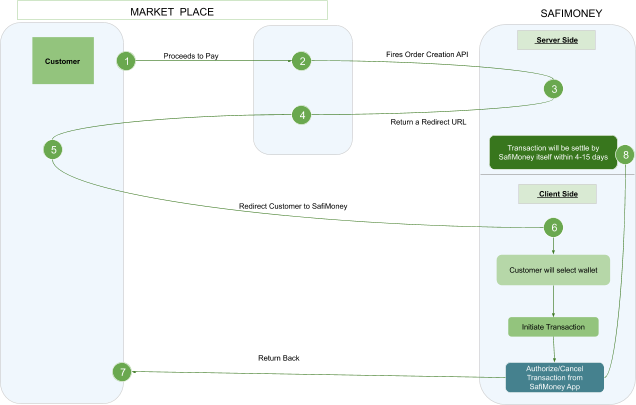 MARKET PLACE
SAFIMONEY
Server Side
Customer
1
Proceeds to Pay
2
Fires Order Creation API
3
4
Return a Redirect URL
5
Transaction will be settle by
SafiMoney itself within 4-15 days
8
Client Side
Redirect Customer to SafiMoney
6
Customer will select wallet
Initiate Transaction
Return Back
7
Authorize/Cancel
Transaction from
SafiMoney App